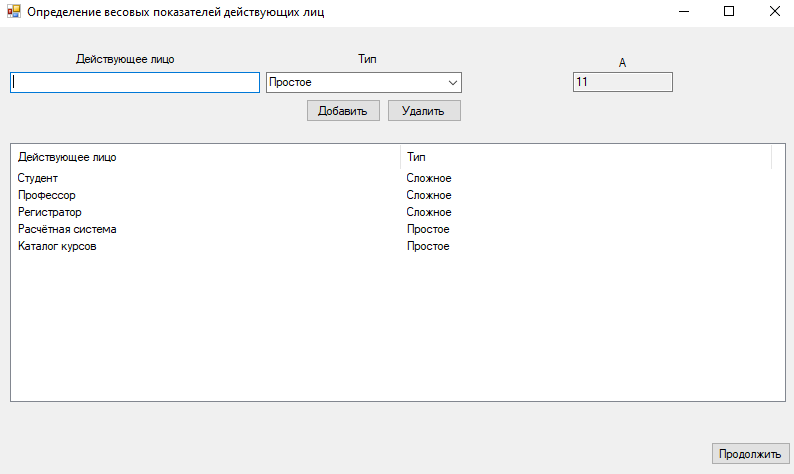 Определение весовых показателей действующих лиц
Действующее лицо Тип A
Простое 11
Добавить Удалить
Действующее лицо Тип
Студент Сложное
Профессор Сложное
Регистратор Сложное
Расчётная система Простое
Каталог курсов Простое
Продолжить